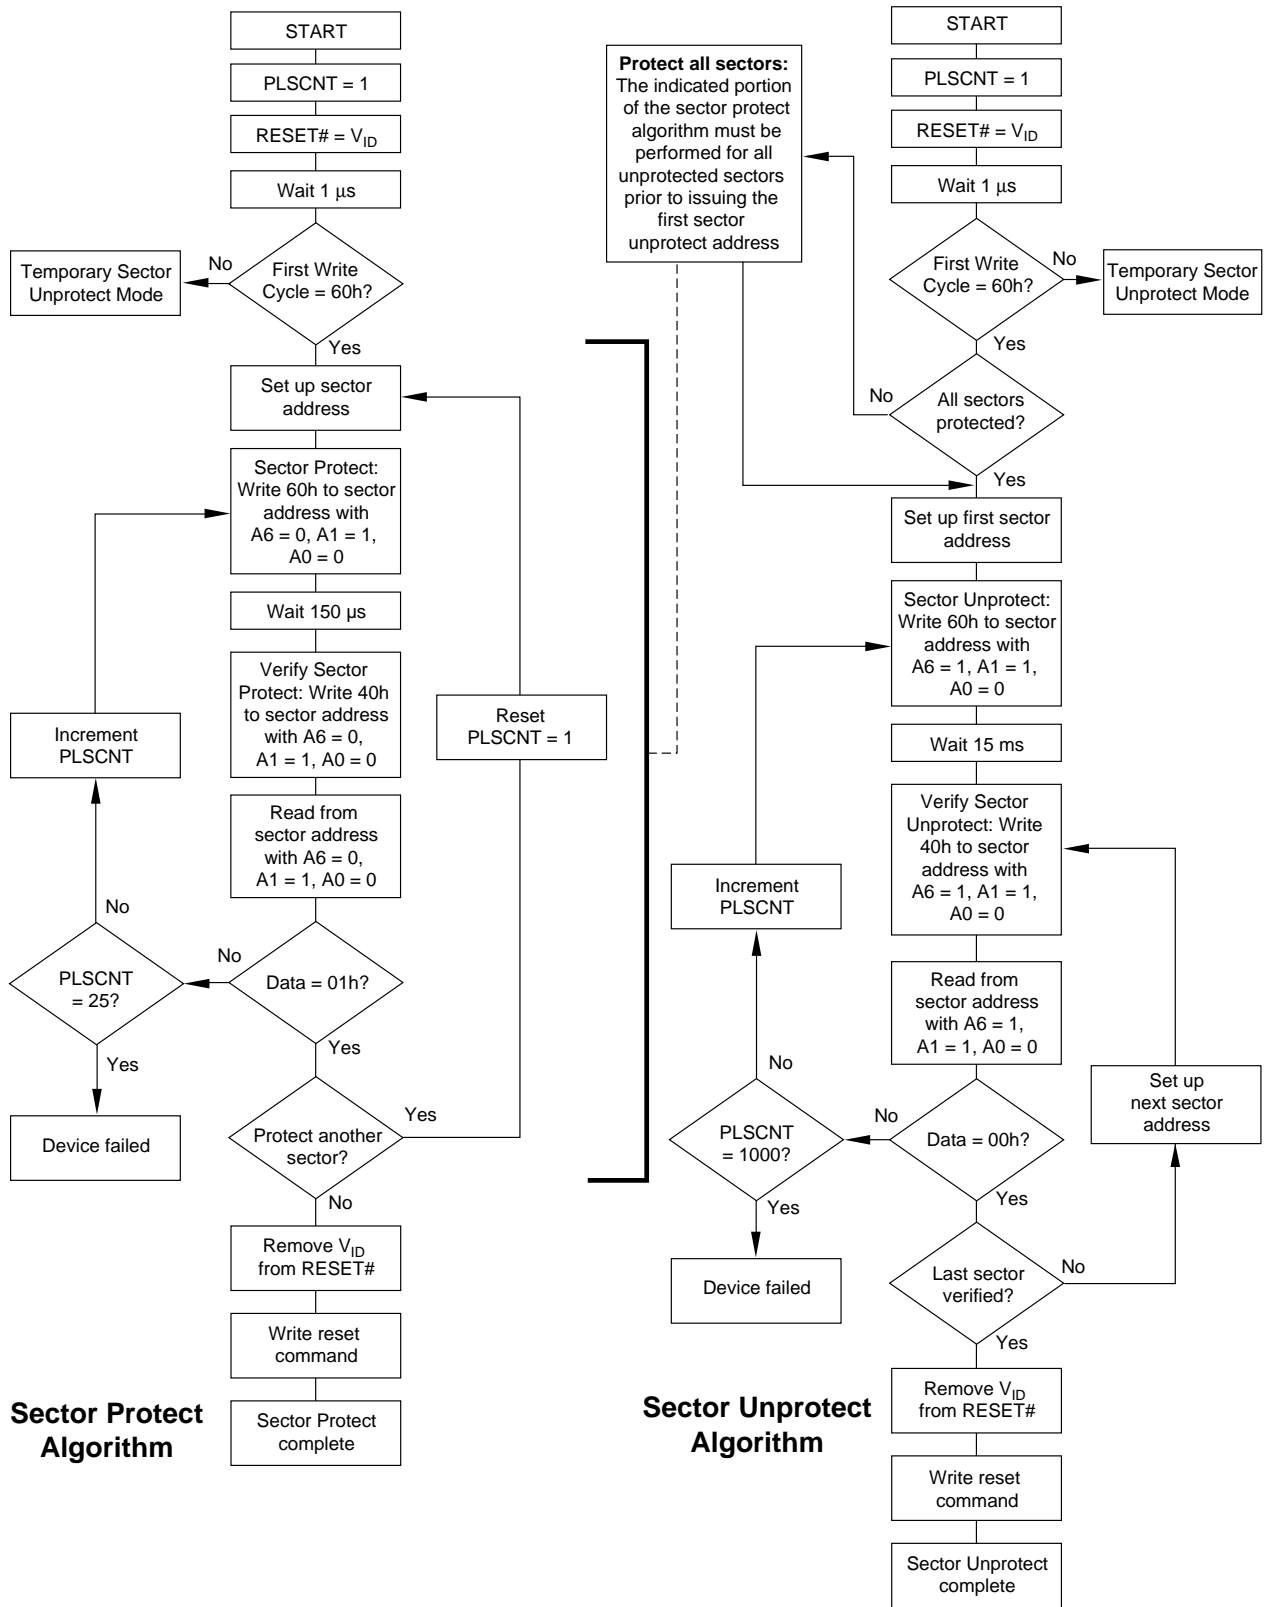 START
PLSCNT = 1
RESET# = VID
Wait 1 μs
First Write
Cycle = 60h?
No
Temporary Sector
Unprotect Mode
Yes
Set up sector
address
Sector Protect:
Write 60h to sector
address with
A6 = 0, A1 = 1,
A0 = 0
Wait 150 µs
Verify Sector
Protect: Write 40h
to sector address
with A6 = 0,
A1 = 1, A0 = 0
Read from
sector address
with A6 = 0,
A1 = 1, A0 = 0
Data = 01h?
No
PLSCNT
= 25?
No
Increment
PLSCNT
Yes
Device failed
Yes
Protect another
sector?
Yes
Reset
PLSCNT = 1
No
Remove VID
from RESET#
Write reset
command
Sector Protect
complete
Sector Protect
Algorithm
Protect all sectors:
The indicated portion
of the sector protect
algorithm must be
performed for all
unprotected sectors
prior to issuing the
first sector
unprotect address
START
PLSCNT = 1
RESET# = VID
Wait 1 μs
First Write
Cycle = 60h?
No
Temporary Sector
Unprotect Mode
Yes
All sectors
protected?
No
Yes
Set up first sector
address
Sector Unprotect:
Write 60h to sector
address with
A6 = 1, A1 = 1,
A0 = 0
Wait 15 ms
Verify Sector
Unprotect: Write
40h to sector
address with
A6 = 1, A1 = 1,
A0 = 0
Read from
sector address
with A6 = 1,
A1 = 1, A0 = 0
Data = 00h?
No
PLSCNT
= 1000?
No
Increment
PLSCNT
Yes
Device failed
Yes
Last sector
verified?
No
Set up
next sector
address
Yes
Remove VID
from RESET#
Write reset
command
Sector Unprotect
complete
Sector Unprotect
Algorithm